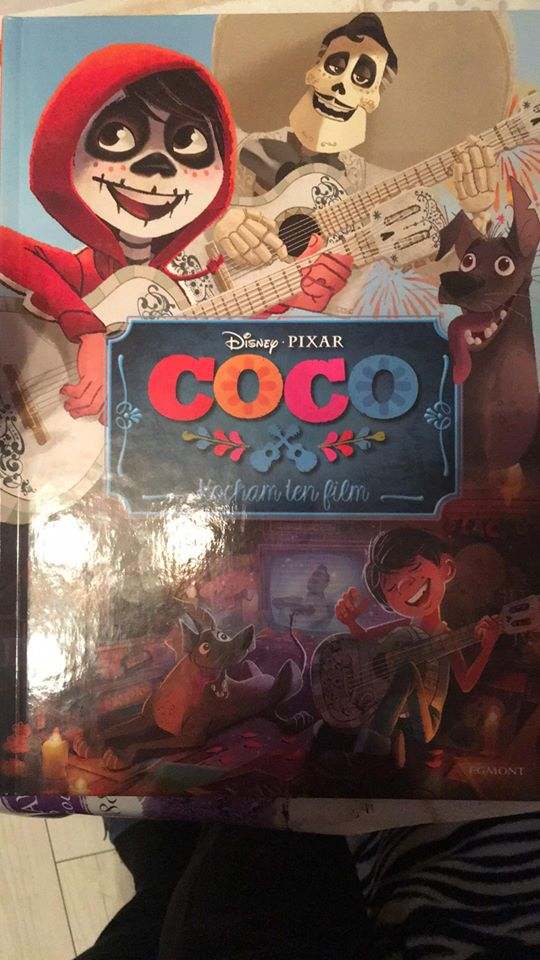 Disney · PIXAR
COCO
Kocham ten film
EGMONT